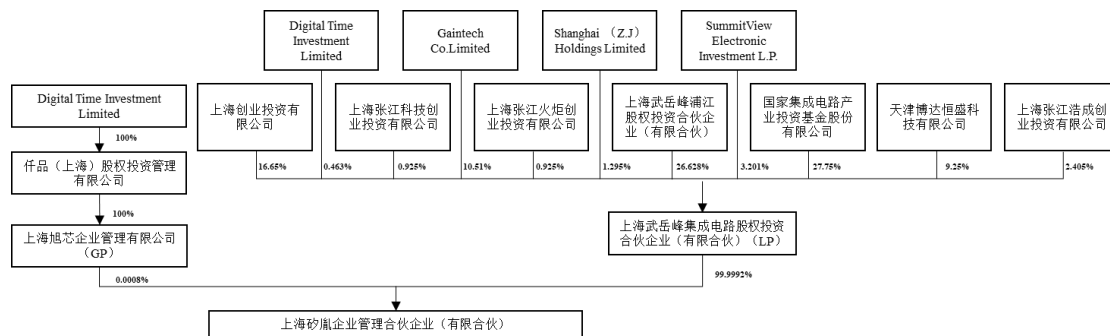 Digital Time
Investment
Limited
Gaintech
Co.Limited
Shanghai （Z.J）
Holdings Limited
SummitView
Electronic
Investment L.P.
Digital Time Investment
Limited
上海创业投资有
限公司
上海张江科技创
业投资有限公司
上海张江火炬创
业投资有限公司
上海武岳峰浦江
股权投资合伙企
业（有限合伙）
国家集成电路产
业投资基金股份
有限公司
天津博达恒盛科
技有限公司
上海张江浩成创
业投资有限公司
100%
16.65%
0.463%
0.925%
10.51%
0.925%
1.295%
26.628%
3.201%
27.75%
9.25%
2.405%
仟品（上海）股权投资管理
有限公司
100%
上海旭芯企业管理有限公司
（GP）
上海武岳峰集成电路股权投资
合伙企业（有限合伙）（LP）
0.0008%
99.9992%
上海矽胤企业管理合伙企业（有限合伙）